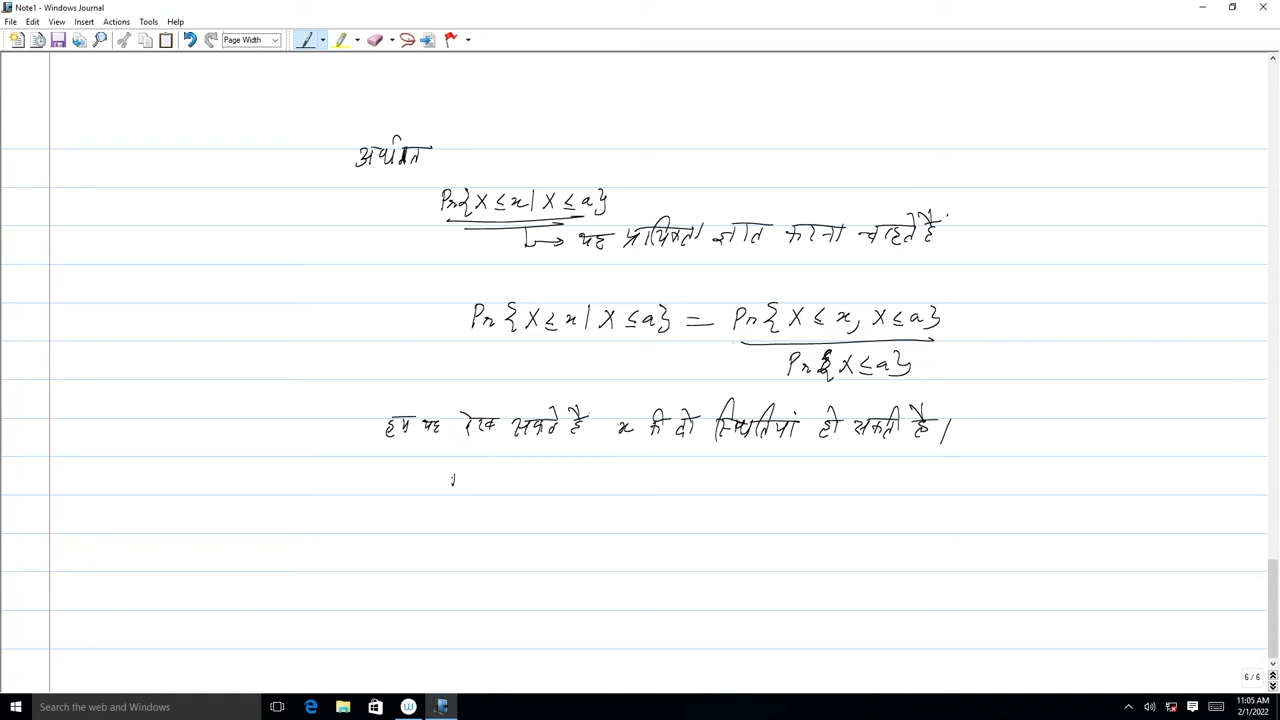 Note1 - Windows Journal
File Edit View Insert Actions Tools Help
Page Width
अर्थात
Pr{X ≤ x | X ≤ a}
→ यह प्रायिकता ज्ञात करना चाहते हैं
Pr{X ≤ x | X ≤ a} = Pr{X ≤ x, X ≤ a}
Pr{X ≤ a}
हम यह देख सकते हैं x की दो स्थितियां हो सकती हैं।
6 / 6
Search the web and Windows
11:05 AM
2/1/2022